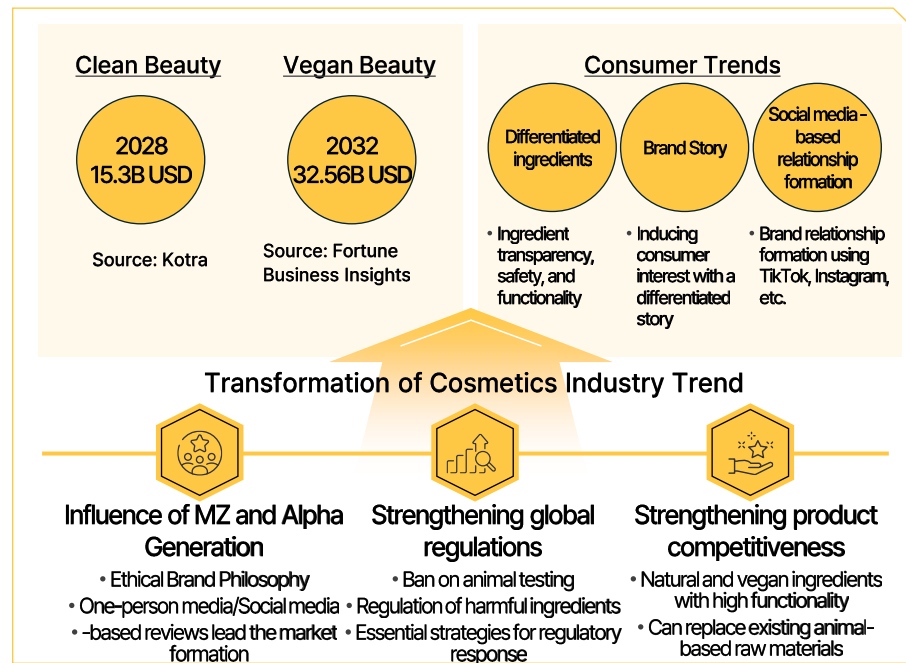 Clean Beauty
2028
15.3B USD
Source: Kotra
Vegan Beauty
2032
32.56B USD
Source: Fortune
Business Insights
Consumer Trends
Differentiated
ingredients
• Ingredient
transparency,
safety, and
functionality
Brand Story
• Inducing
consumer
interest with a
differentiated
story
Social media-
based
relationship
formation
• Brand relationship
formation using
TikTok, Instagram,
etc.
Transformation of Cosmetics Industry Trend
Influence of MZ and Alpha
Generation
• Ethical Brand Philosophy
• One-person media/Social media
• -based reviews lead the market
formation
Strengthening global
regulations
• Ban on animal testing
• Regulation of harmful ingredients
• Essential strategies for regulatory
response
Strengthening product
competitiveness
• Natural and vegan ingredients
with high functionality
• Can replace existing animal-
based raw materials